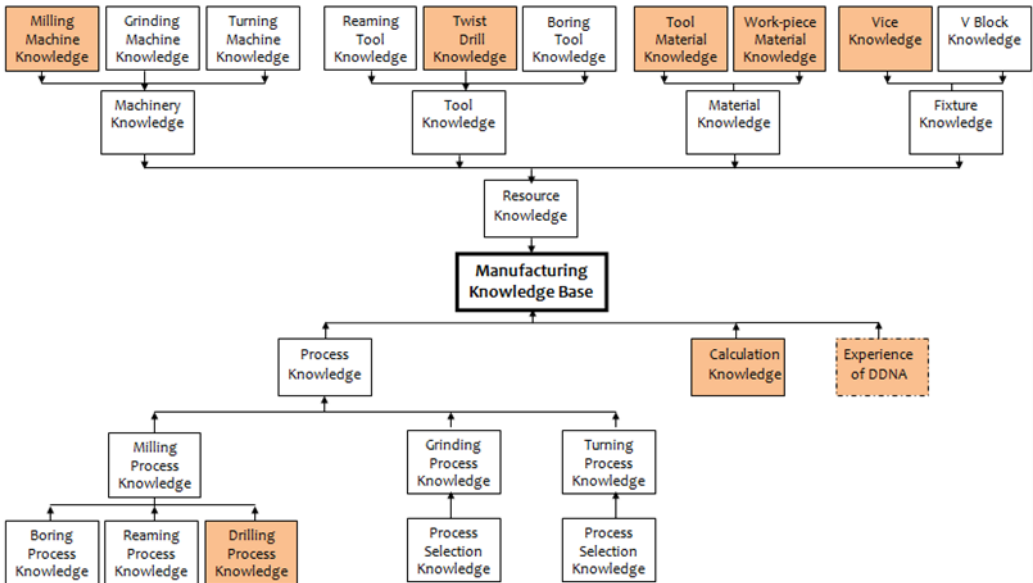 Milling
Machine
Knowledge
Grinding
Machine
Knowledge
Turning
Machine
Knowledge
Reaming
Tool
Knowledge
Twist
Drill
Knowledge
Boring
Tool
Knowledge
Tool
Material
Knowledge
Work-piece
Material
Knowledge
Vice
Knowledge
V Block
Knowledge
Machinery
Knowledge
Tool
Knowledge
Material
Knowledge
Fixture
Knowledge
Resource
Knowledge
Manufacturing
Knowledge Base
Process
Knowledge
Calculation
Knowledge
Experience
of DDNA
Milling
Process
Knowledge
Grinding
Process
Knowledge
Turning
Process
Knowledge
Boring
Process
Knowledge
Reaming
Process
Knowledge
Drilling
Process
Knowledge
Process
Selection
Knowledge
Process
Selection
Knowledge